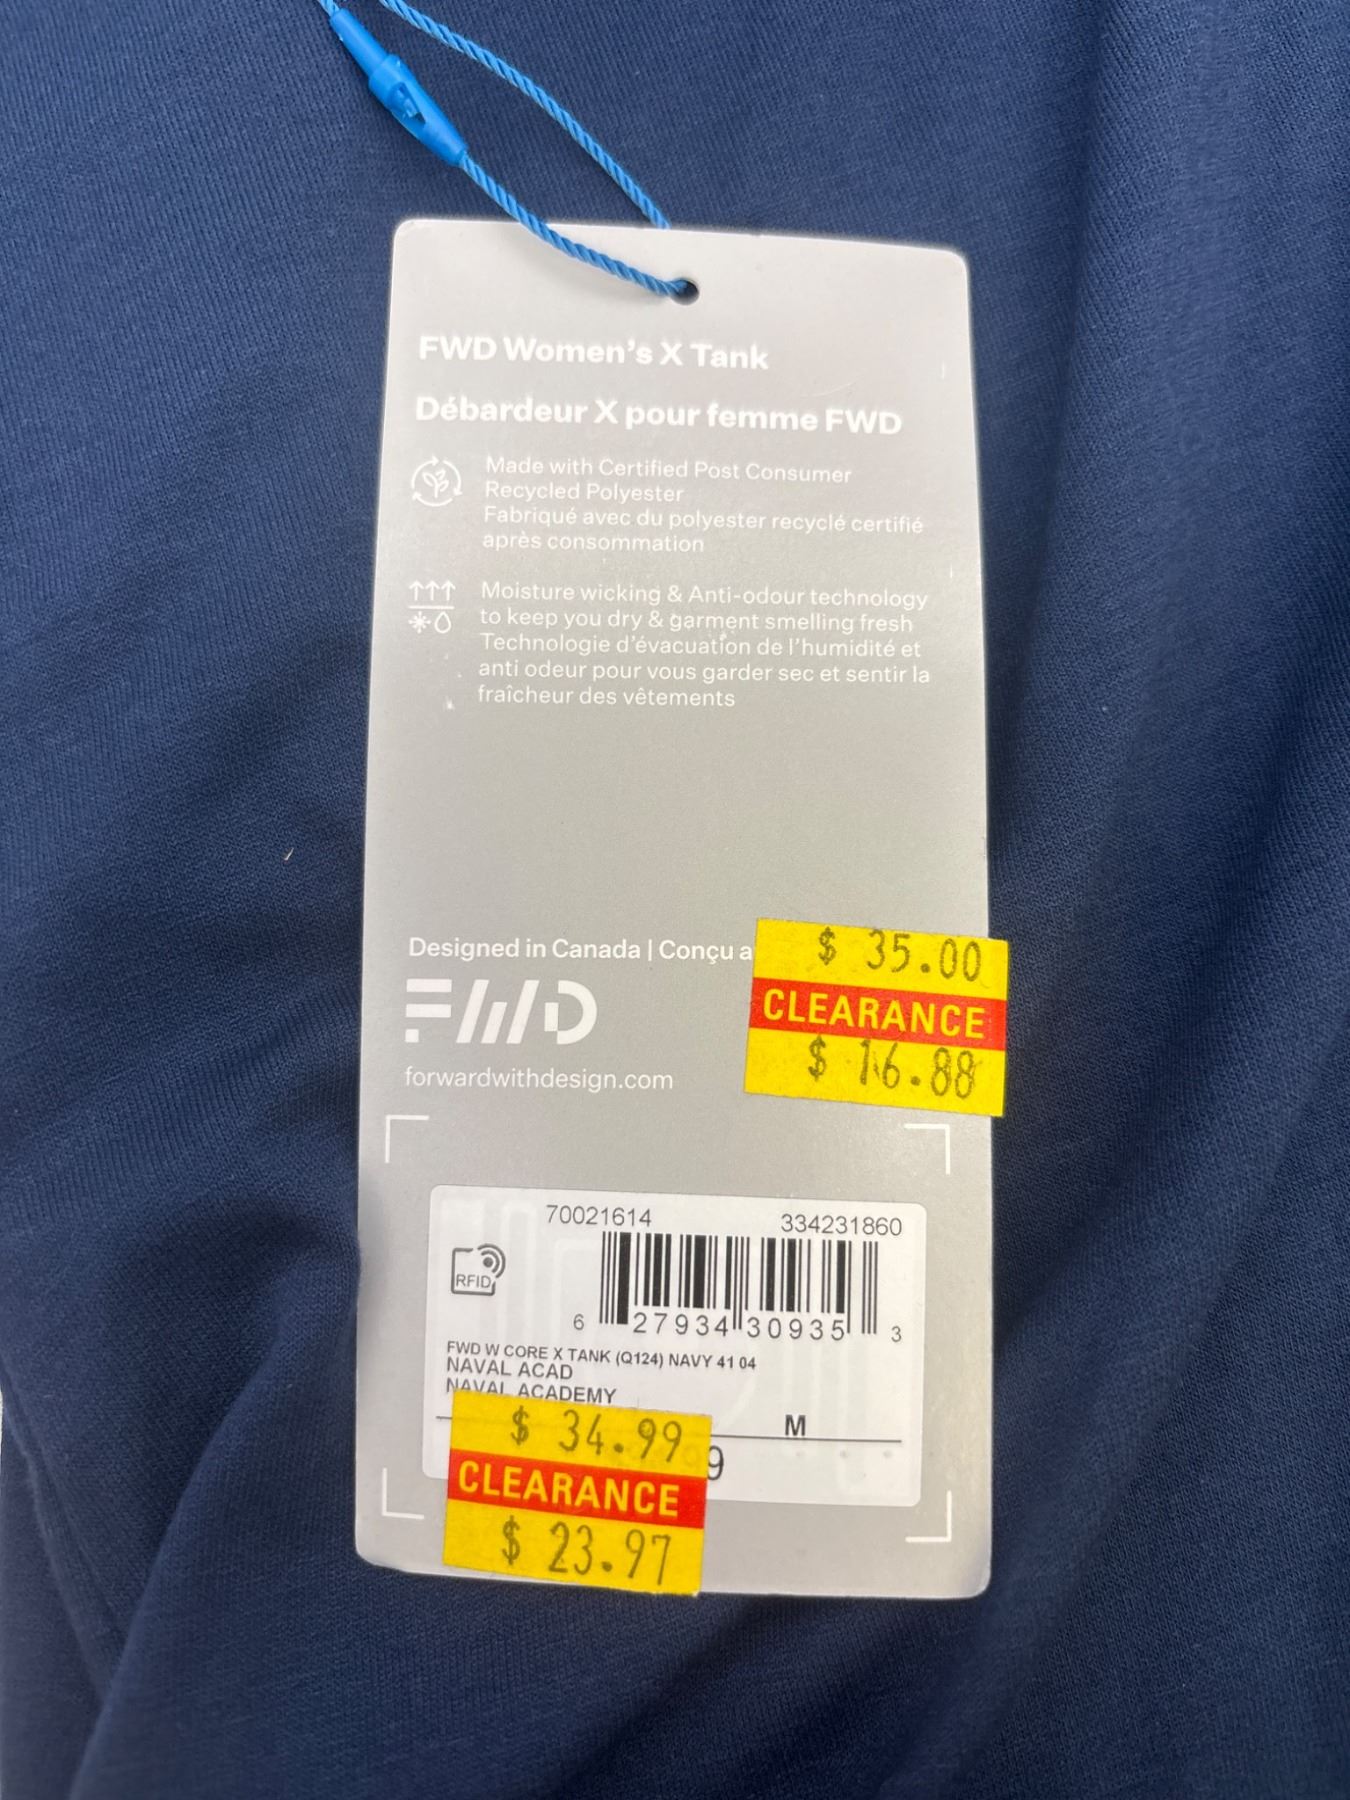 FWD Women's X Tank
Débardeur X pour femme FWD
Made with Certified Post Consumer
Recycled Polyester
Fabriqué avec du polyester recyclé certifié
après consommation
Moisture wicking & Anti-odour technology
to keep you dry & garment smelling fresh
Technologie d'évacuation de l'humidité et
anti odeur pour vous garder sec et sentir la
fraîcheur des vêtements
Designed in Canada | Conçu a
$ 35.00
CLEARANCE
$ 16.88
FWD
forwardwithdesign.com
70021614 334231860
RFID
6 27934 30935 3
FWD W CORE X TANK (Q124) NAVY 41 04
NAVAL ACAD
NAVAL ACADEMY
M
9
$ 34.99
CLEARANCE
$ 23.97